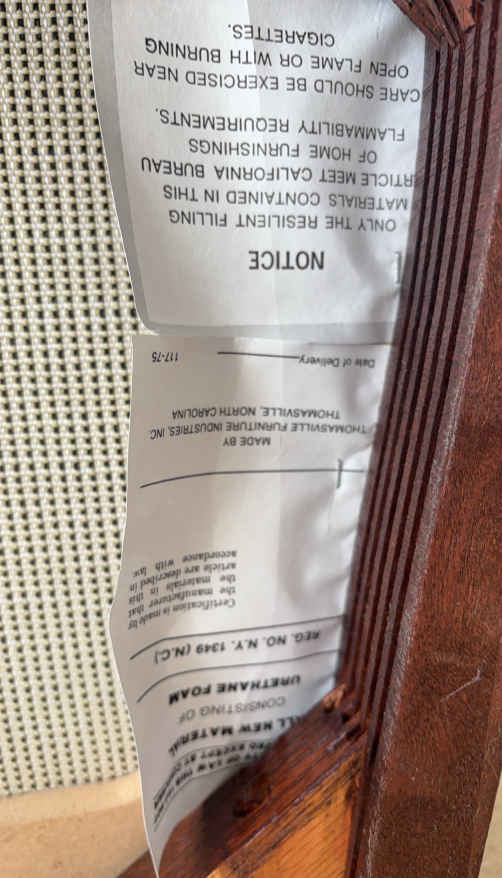 ALL NEW MATERIAL
CONSISTING OF
URETHANE FOAM
REG. NO. N.Y. 1349 (N.C.)
Certification is made by
the manufacturer that
the materials in this
article are described in
accordance with law.
MADE BY
THOMASVILLE FURNITURE INDUSTRIES, INC.
THOMASVILLE, NORTH CAROLINA
Date of Delivery 117-75
NOTICE
ONLY THE RESILIENT FILLING
MATERIALS CONTAINED IN THIS
ARTICLE MEET CALIFORNIA BUREAU
OF HOME FURNISHINGS
FLAMMABILITY REQUIREMENTS.
CARE SHOULD BE EXERCISED NEAR
OPEN FLAME OR WITH BURNING
CIGARETTES.